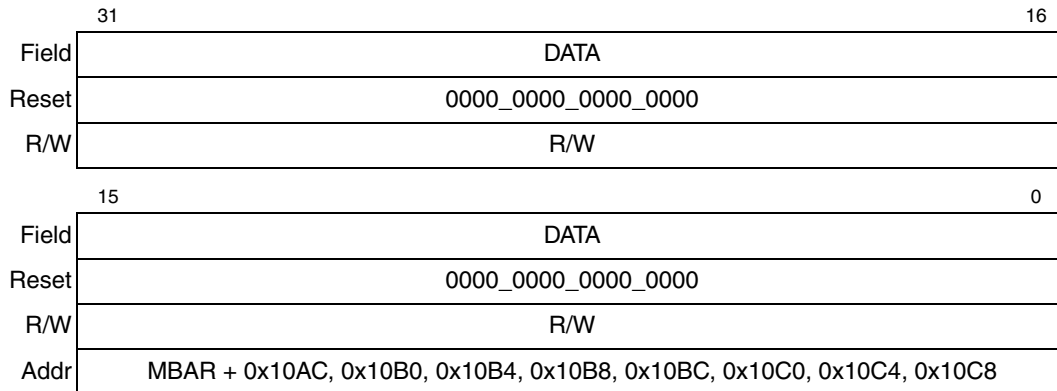 31 16
Field DATA
Reset 0000_0000_0000_0000
R/W R/W
15 0
Field DATA
Reset 0000_0000_0000_0000
R/W R/W
Addr MBAR + 0x10AC, 0x10B0, 0x10B4, 0x10B8, 0x10BC, 0x10C0, 0x10C4, 0x10C8